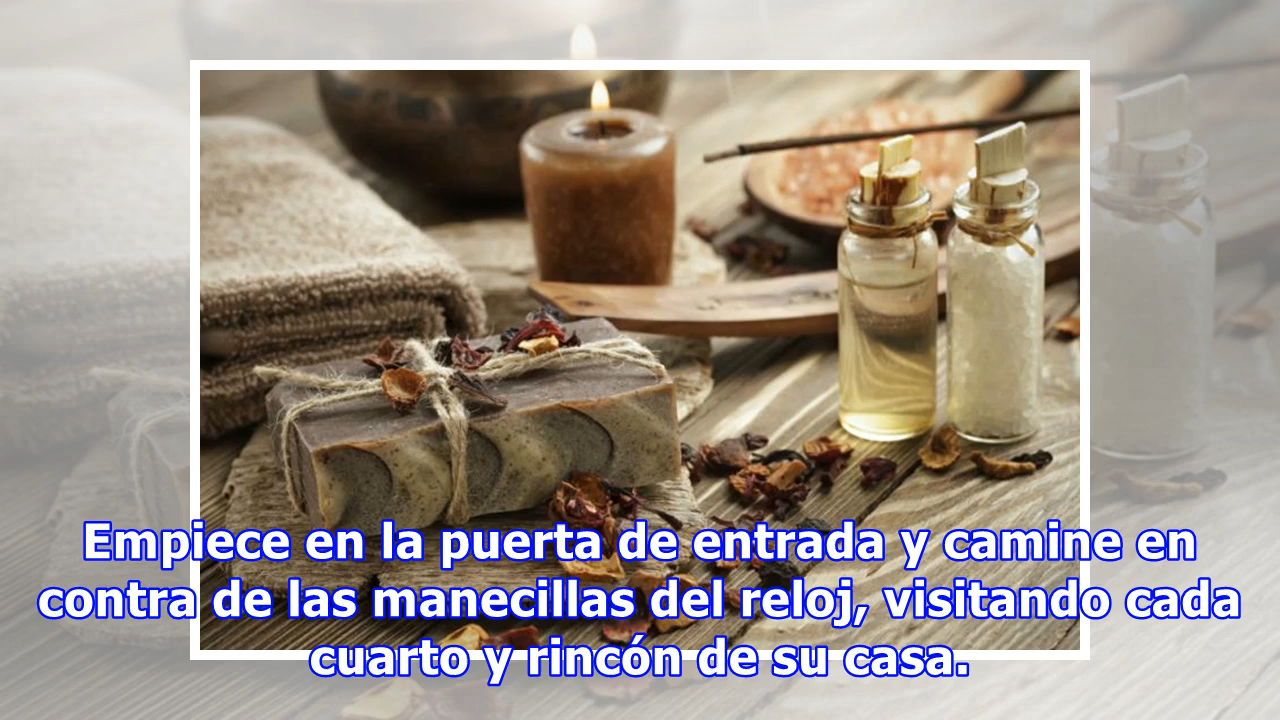 Empiece en la puerta de entrada y camine en
contra de las manecillas del reloj, visitando cada
cuarto y rincón de su casa.